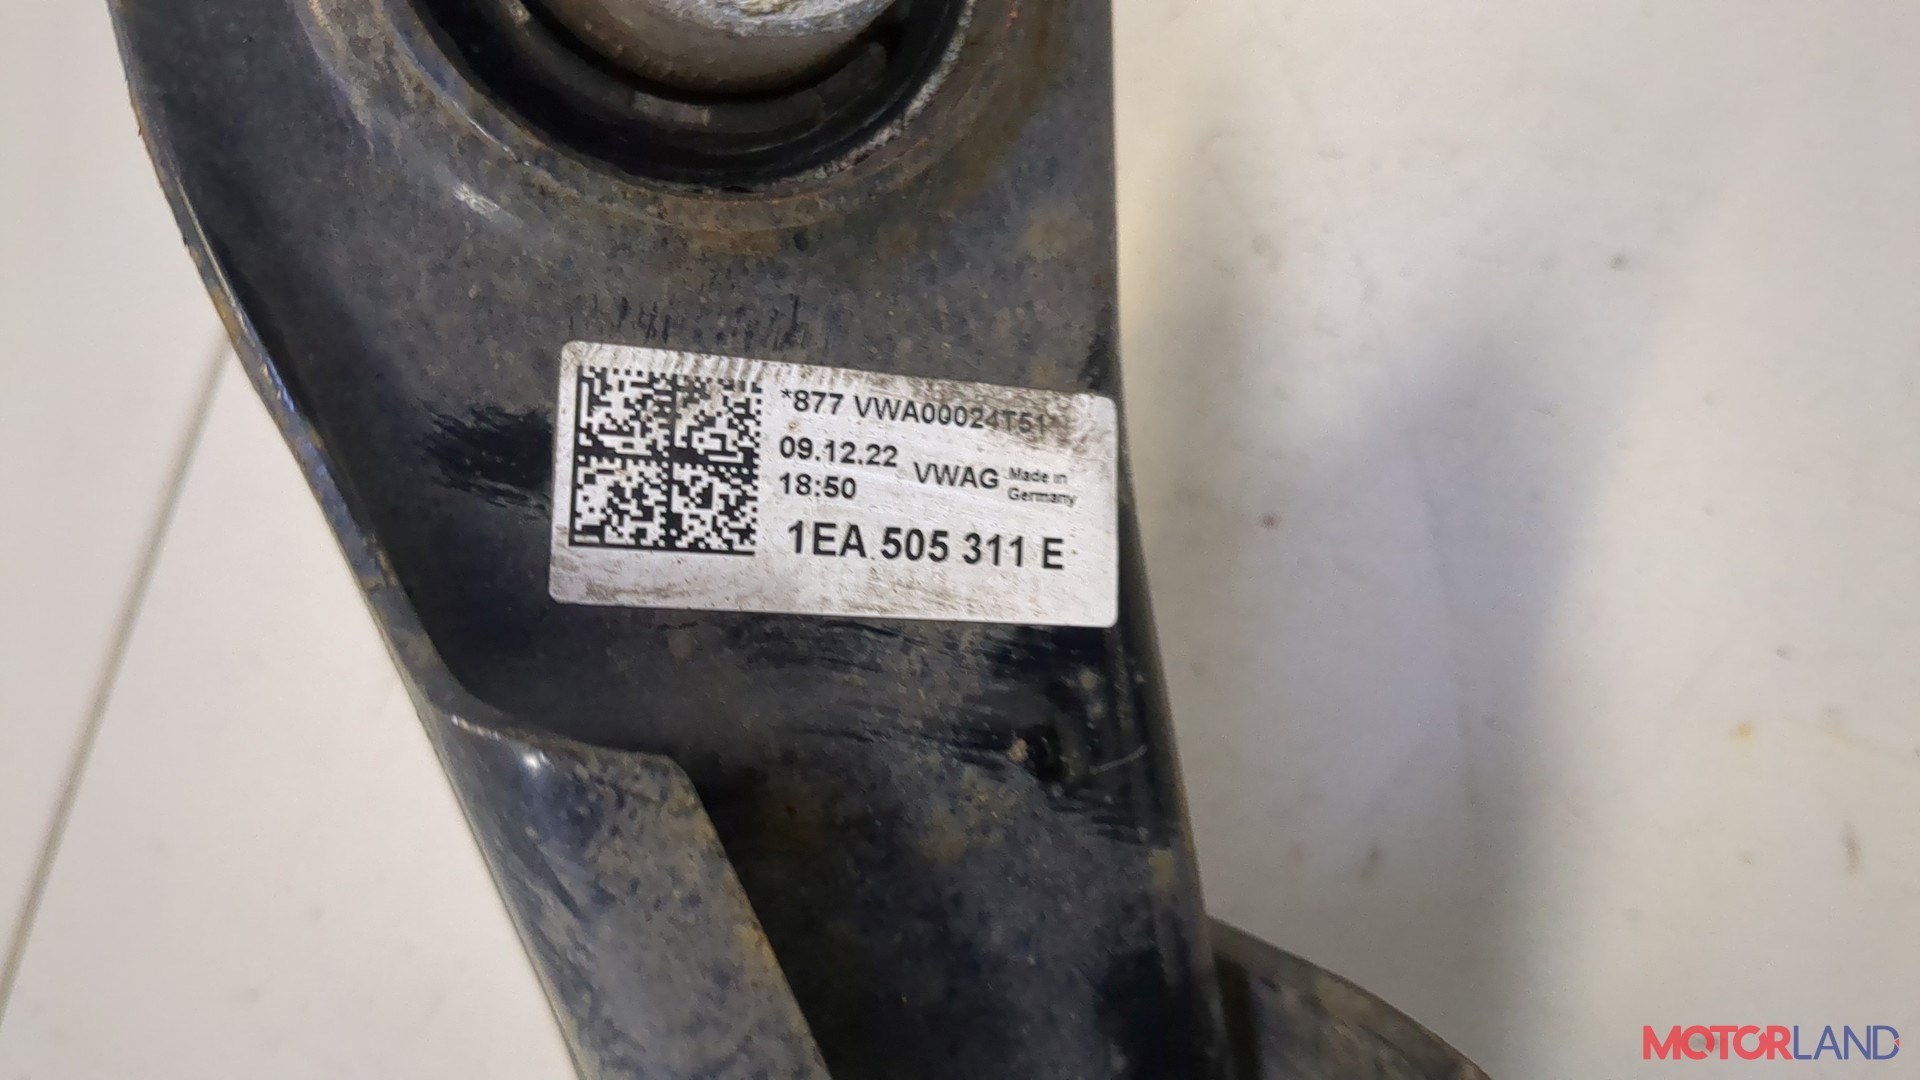 *877 VWA00024T51*
09.12.22
18:50
VWAG
Made in
Germany
1EA 505 311 E
MOTORLAND